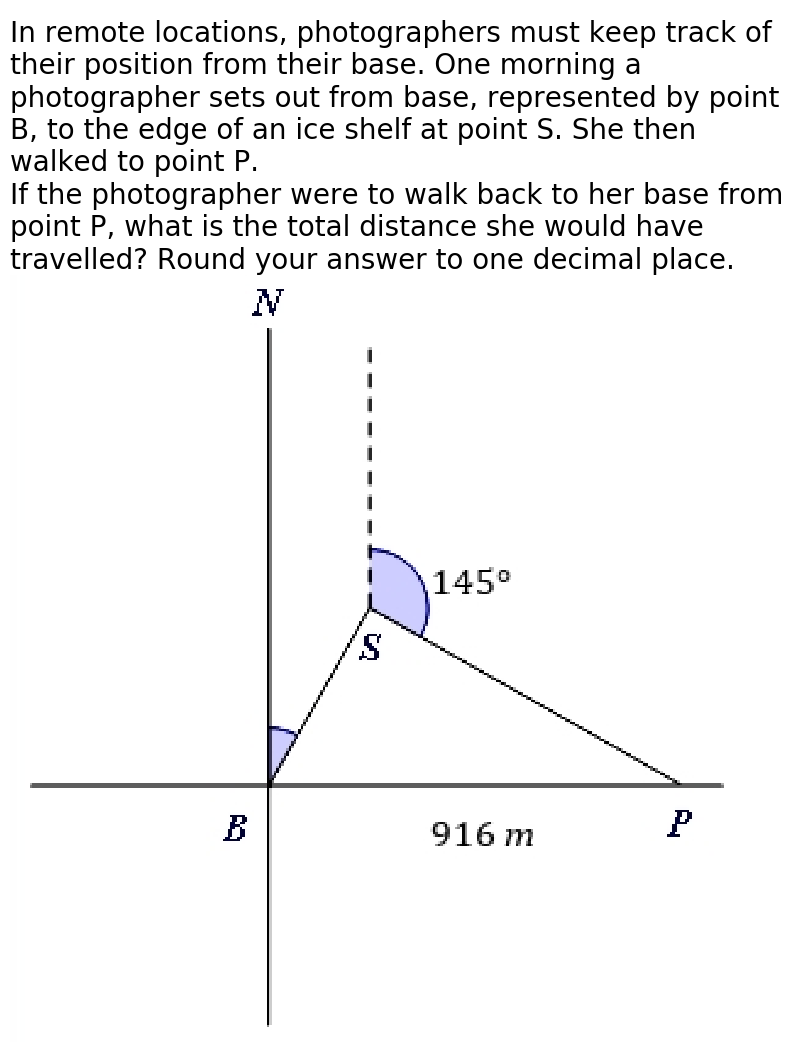 In remote locations, photographers must keep track of
their position from their base. One morning a
photographer sets out from base, represented by point
B, to the edge of an ice shelf at point S. She then
walked to point P.
If the photographer were to walk back to her base from
point P, what is the total distance she would have
travelled? Round your answer to one decimal place.
N
145°
S
B
916 m
P